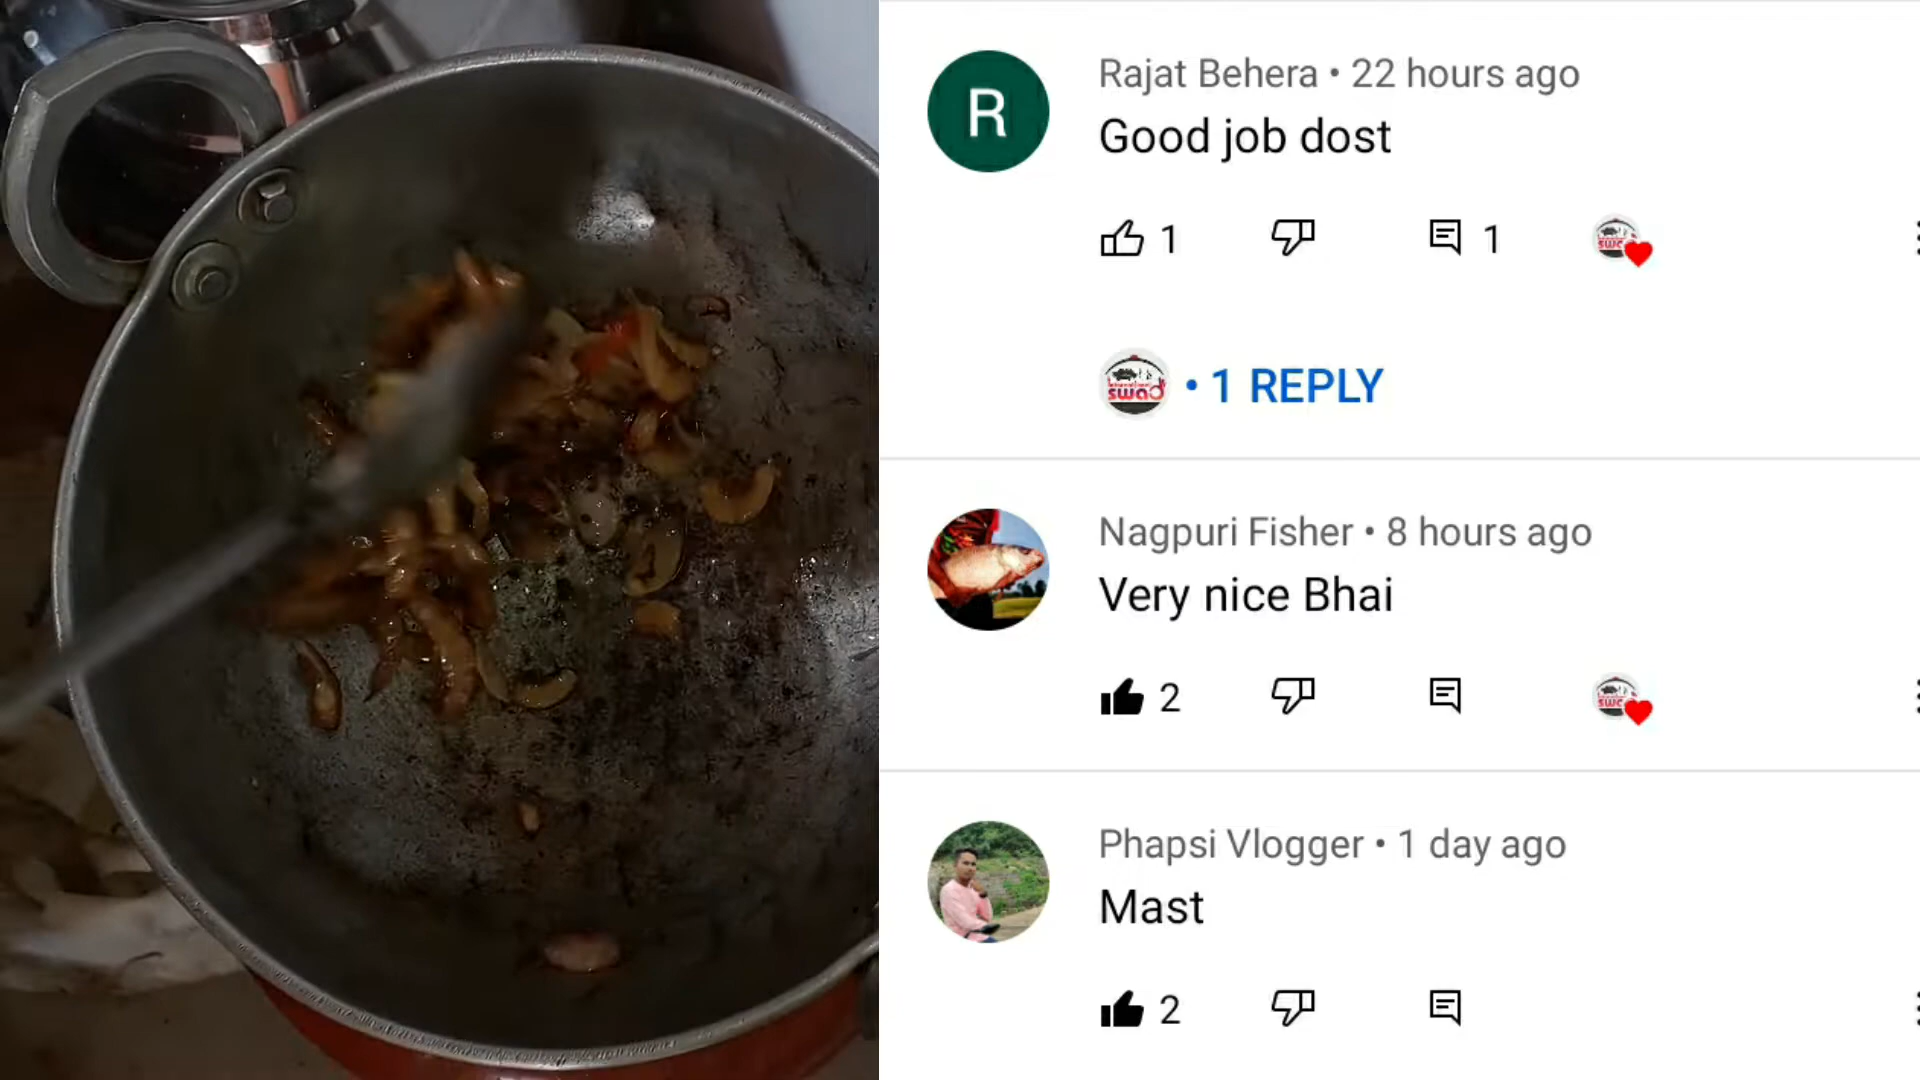 R
Rajat Behera • 22 hours ago
Good job dost
1
1
swad
• 1 REPLY
Nagpuri Fisher • 8 hours ago
Very nice Bhai
2
Phapsi Vlogger • 1 day ago
Mast
2